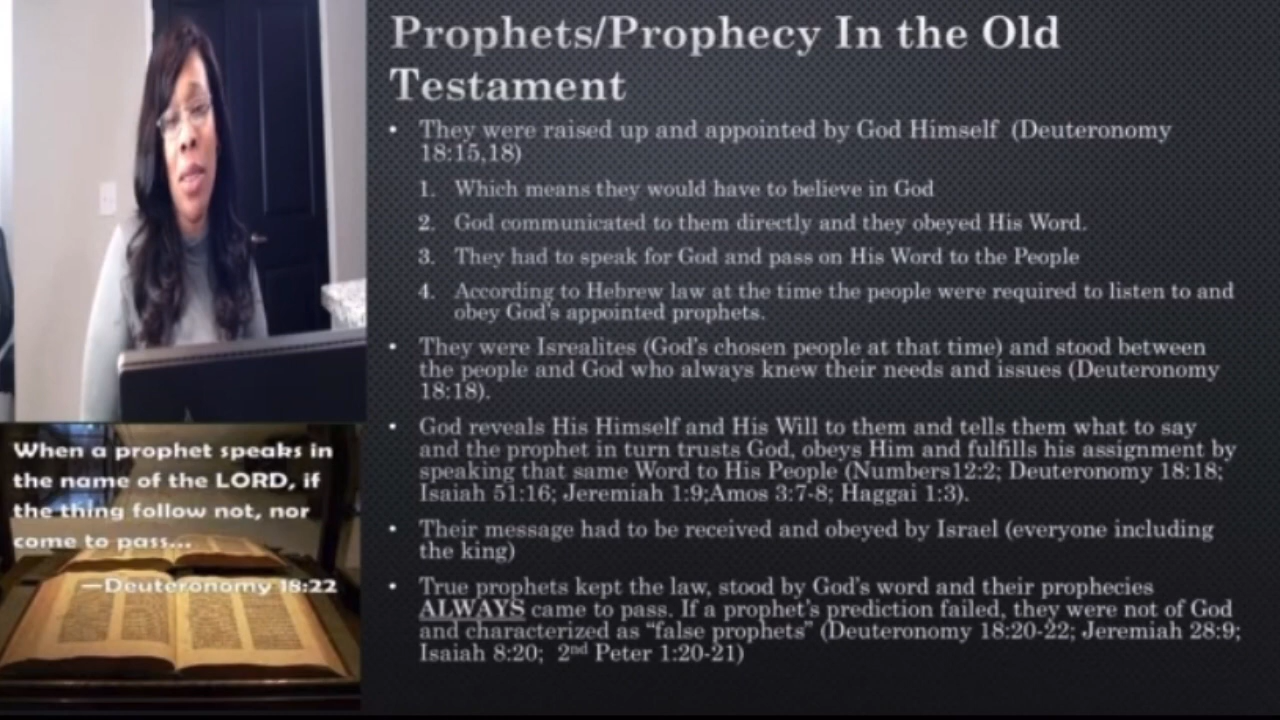 Prophets/Prophecy In the Old
Testament
• They were raised up and appointed by God Himself (Deuteronomy
18:15,18)
1. Which means they would have to believe in God
2. God communicated to them directly and they obeyed His Word.
3. They had to speak for God and pass on His Word to the People
4. According to Hebrew law at the time the people were required to listen to and
obey God's appointed prophets.
• They were Isrealites (God's chosen people at that time) and stood between
the people and God who always knew their needs and issues (Deuteronomy
18:18).
• God reveals His Himself and His Will to them and tells them what to say
and the prophet in turn trusts God, obeys Him and fulfills his assignment by
speaking that same Word to His People (Numbers12:2; Deuteronomy 18:18;
Isaiah 51:16; Jeremiah 1:9;Amos 3:7-8; Haggai 1:3).
• Their message had to be received and obeyed by Israel (everyone including
the king)
• True prophets kept the law, stood by God's word and their prophecies
ALWAYS came to pass. If a prophet's prediction failed, they were not of God
and characterized as “false prophets” (Deuteronomy 18:20-22; Jeremiah 28:9;
Isaiah 8:20; 2nd Peter 1:20-21)
When a prophet speaks in
the name of the LORD, if
the thing follow not, nor
come to pass...
—Deuteronomy 18:22